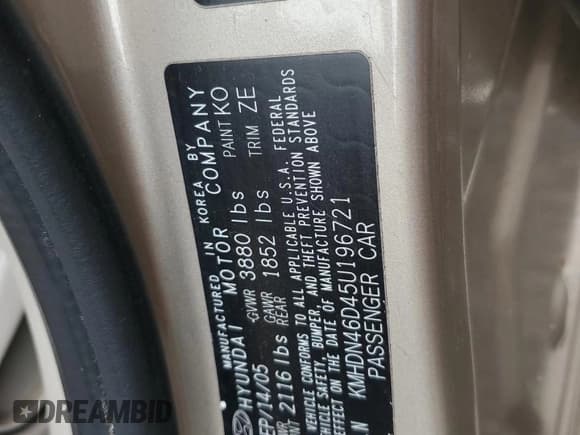 MANUFACTURED IN KOREA BY
HYUNDAI MOTOR COMPANY
EP/14/05 GVWR 3880 lbs PAINT KO
2116 lbs GAWR REAR 1852 lbs TRIM ZE
VEHICLE CONFORMS TO ALL APPLICABLE U.S.A. FEDERAL
VEHICLE SAFETY, BUMPER, AND THEFT PREVENTION STANDARDS
EFFECT ON THE DATE OF MANUFACTURE SHOWN ABOVE
KMHDN46D45U196721
PASSENGER CAR
DREAMBID